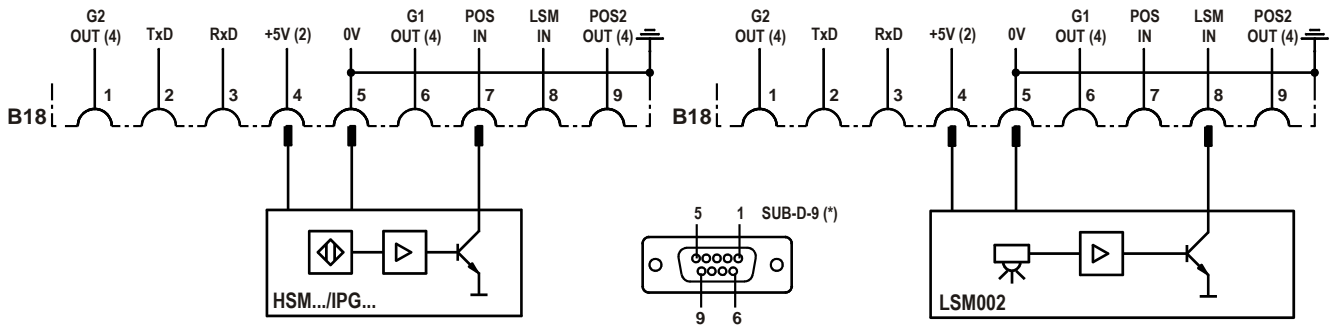 G2 POS POS2 G2 POS LSM POS2
OUT (4) TxD RxD +5V (2) 0V G1 OUT (4) IN LSM IN OUT (4) OUT (4) TxD RxD +5V (2) 0V G1 OUT (4) IN IN OUT (4)
1 2 3 4 5 6 7 8 9 1 2 3 4 5 6 7 8 9
B18 B18
5 1 SUB-D-9 (*)
HSM.../IPG... LSM002
9 6